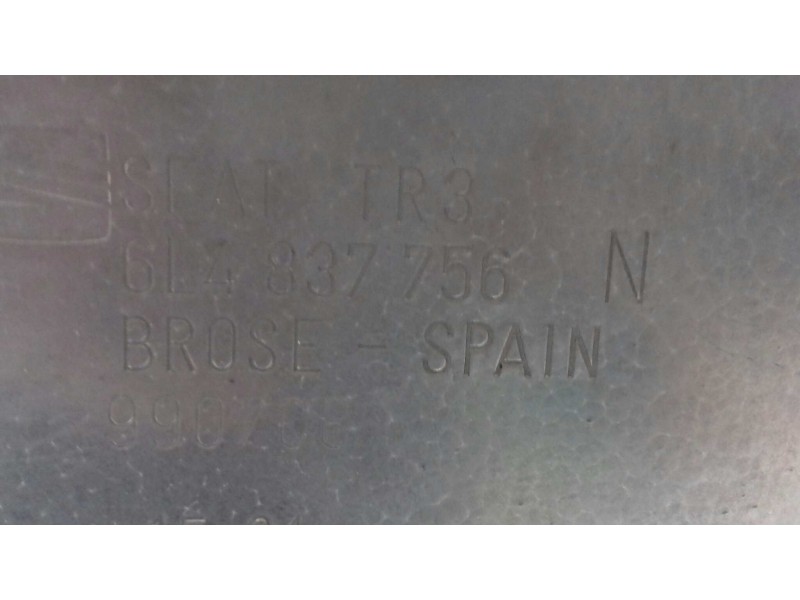 SEAT TR3
6L4 837 756 N
BROSE - SPAIN